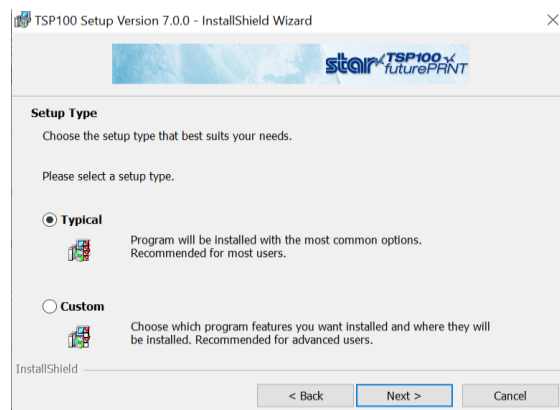 TSP100 Setup Version 7.0.0 - InstallShield Wizard
star TSP100 futurePRNT
Setup Type
Choose the setup type that best suits your needs.
Please select a setup type.
Typical
Program will be installed with the most common options.
Recommended for most users.
Custom
Choose which program features you want installed and where they will
be installed. Recommended for advanced users.
InstallShield
< Back Next > Cancel